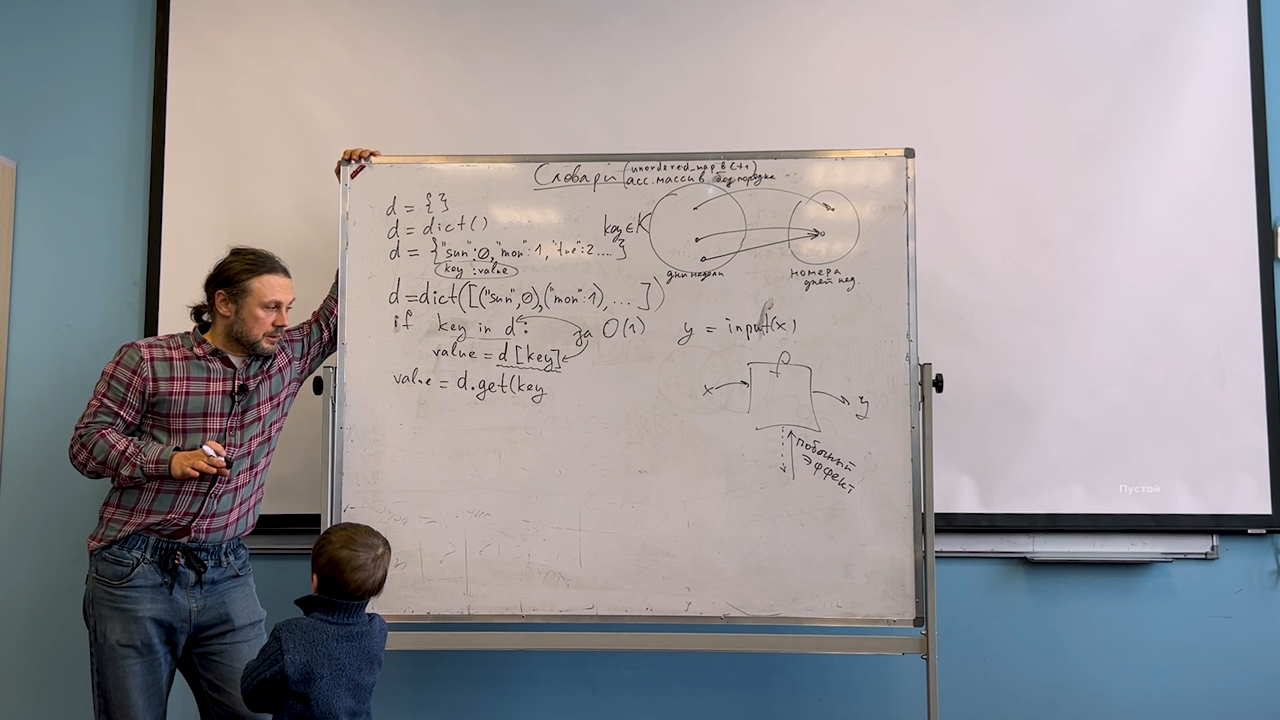 Словари (unordered_map в C++)
асс. массив без порядка
d = {}
d = dict()
d = {"sun":0, "mon":1, "tue":2....}
key : value
key ∈ K
дни недели
номера
дней нед.
d = dict([("sun",0),("mon":1), ... ])
if key in d:
за O(1)
value = d[key]
value = d.get(key
y = input(x)
x
y
побочный
эффект
Пустой